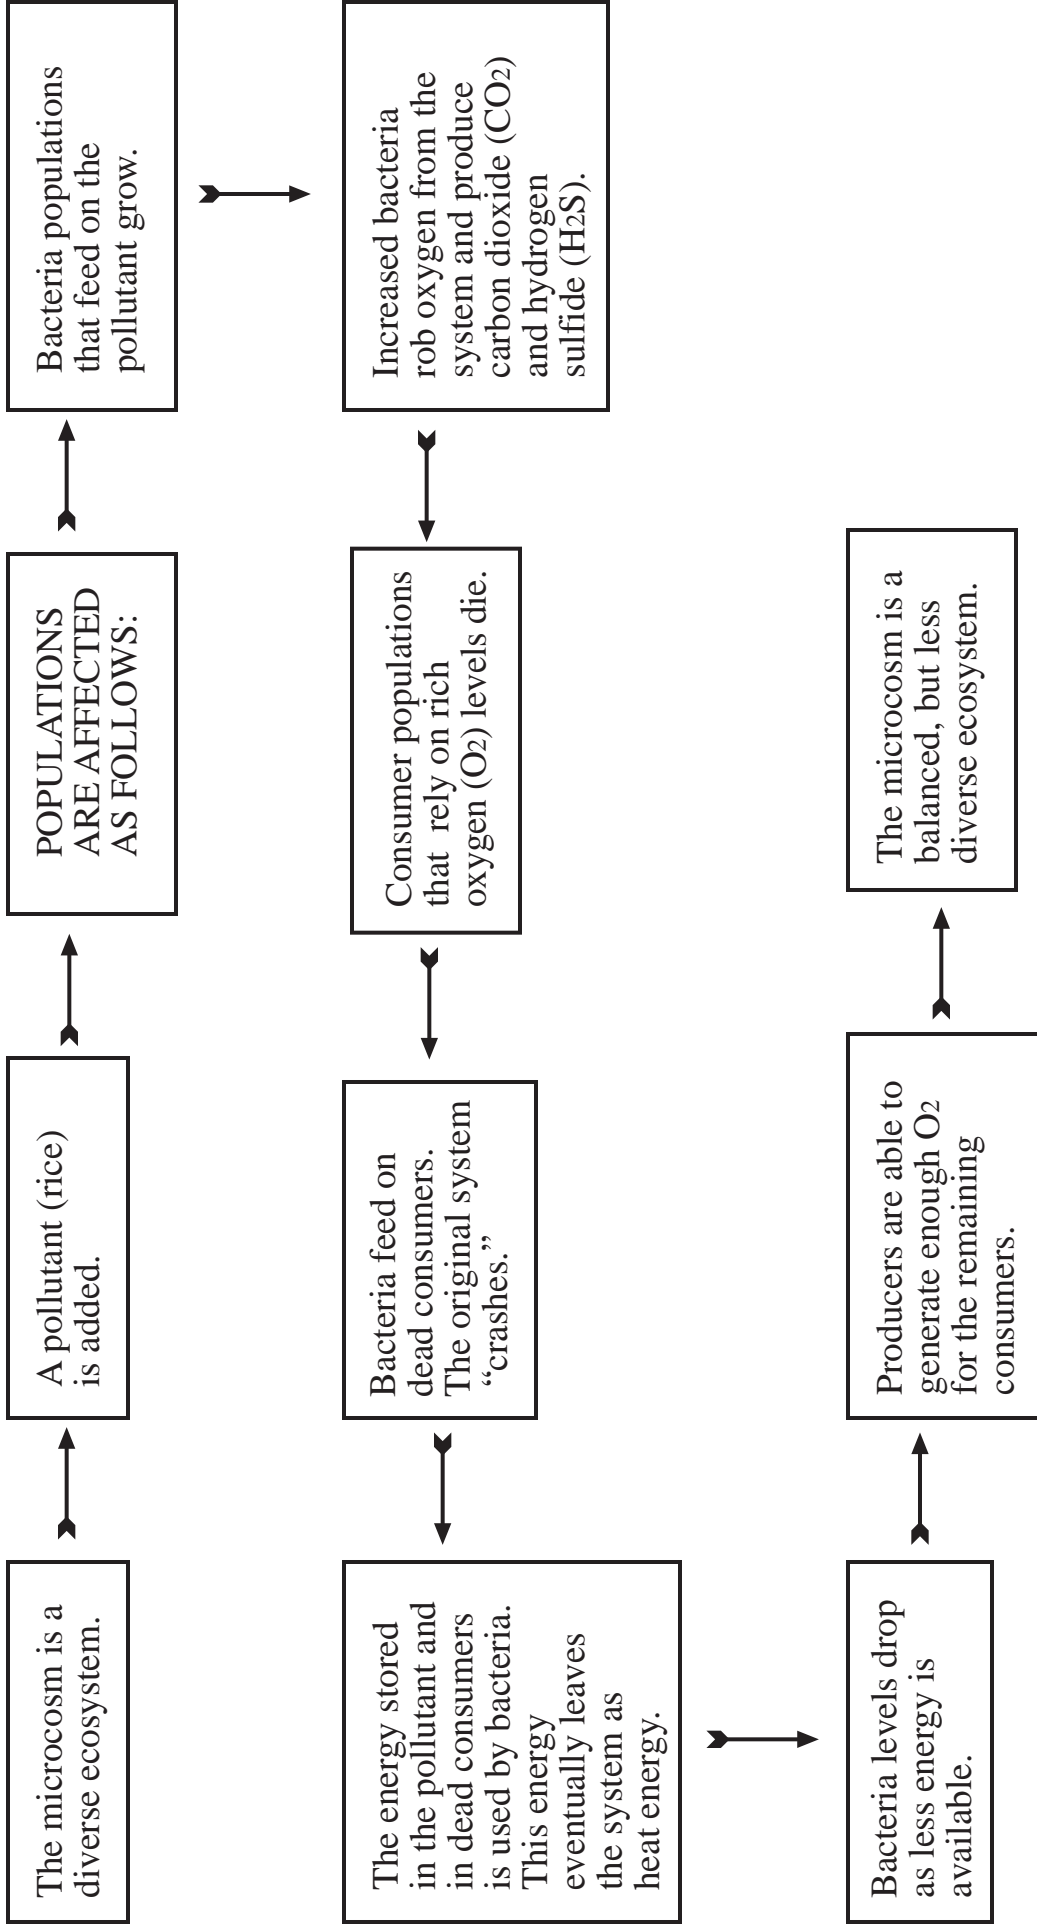 The microcosm is a
diverse ecosystem.
A pollutant (rice)
is added.
POPULATIONS
ARE AFFECTED
AS FOLLOWS:
Bacteria populations
that feed on the
pollutant grow.
Increased bacteria
rob oxygen from the
system and produce
carbon dioxide (CO2)
and hydrogen
sulfide (H2S).
Consumer populations
that rely on rich
oxygen (O2) levels die.
Bacteria feed on
dead consumers.
The original system
“crashes.”
The energy stored
in the pollutant and
in dead consumers
is used by bacteria.
This energy
eventually leaves
the system as
heat energy.
Bacteria levels drop
as less energy is
available.
Producers are able to
generate enough O2
for the remaining
consumers.
The microcosm is a
balanced, but less
diverse ecosystem.